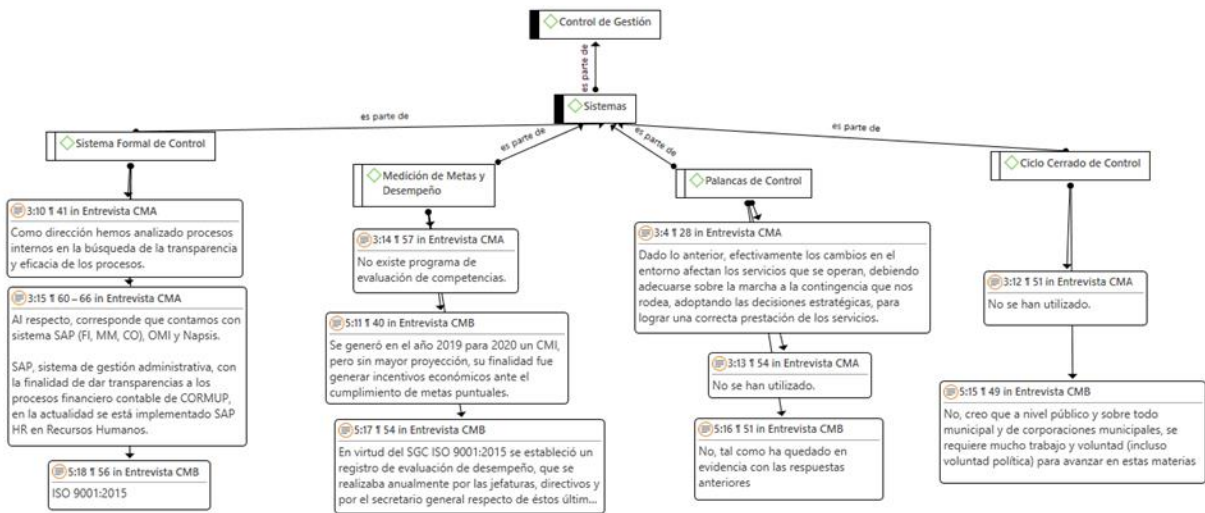 Control de Gestión
es parte de
Sistemas
es parte de
es parte de
es parte de
es parte de
Sistema Formal de Control
3:10 ¶ 41 in Entrevista CMA
Como dirección hemos analizado procesos
internos en la búsqueda de la transparencia
y eficacia de los procesos.
3:15 ¶ 60 – 66 in Entrevista CMA
Al respecto, corresponde que contamos con
sistema SAP (FI, MM, CO), OMI y Napsis.
SAP, sistema de gestión administrativa, con
la finalidad de dar transparencias a los
procesos financiero contable de CORMUP,
en la actualidad se está implementado SAP
HR en Recursos Humanos.
5:18 ¶ 56 in Entrevista CMB
ISO 9001:2015
Medición de Metas y
Desempeño
3:14 ¶ 57 in Entrevista CMA
No existe programa de
evaluación de competencias.
5:11 ¶ 40 in Entrevista CMB
Se generó en el año 2019 para 2020 un CMI,
pero sin mayor proyección, su finalidad fue
generar incentivos económicos ante el
cumplimiento de metas puntuales.
5:17 ¶ 54 in Entrevista CMB
En virtud del SGC ISO 9001:2015 se estableció un
registro de evaluación de desempeño, que se
realizaba anualmente por las jefaturas, directivos y
por el secretario general respecto de éstos últim...
Palancas de Control
3:4 ¶ 28 in Entrevista CMA
Dado lo anterior, efectivamente los cambios en el
entorno afectan los servicios que se operan, debiendo
adecuarse sobre la marcha a la contingencia que nos
rodea, adoptando las decisiones estratégicas, para
lograr una correcta prestación de los servicios.
3:13 ¶ 54 in Entrevista CMA
No se han utilizado.
5:16 ¶ 51 in Entrevista CMB
No, tal como ha quedado en
evidencia con las respuestas
anteriores
Ciclo Cerrado de Control
3:12 ¶ 51 in Entrevista CMA
No se han utilizado.
5:15 ¶ 49 in Entrevista CMB
No, creo que a nivel público y sobre todo
municipal y de corporaciones municipales, se
requiere mucho trabajo y voluntad (incluso
voluntad política) para avanzar en estas materias